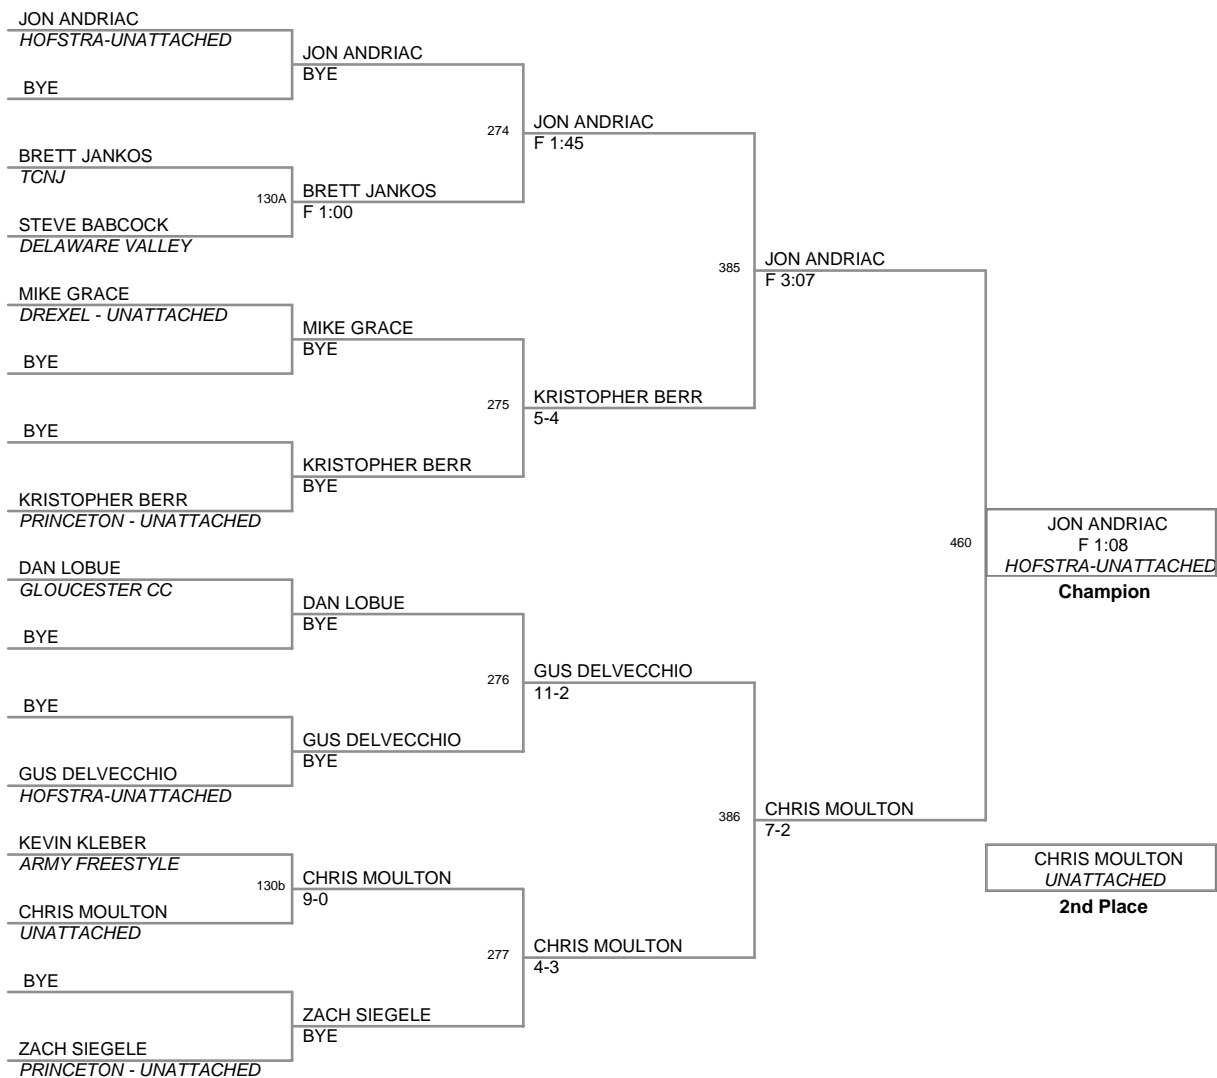 JON ANDRIAC
HOFSTRA-UNATTACHED
BYE
BRETT JANKOS
TCNJ
STEVE BABCOCK
DELAWARE VALLEY
MIKE GRACE
DREXEL - UNATTACHED
BYE
BYE
KRISTOPHER BERR
PRINCETON - UNATTACHED
DAN LOBUE
GLOUCESTER CC
BYE
BYE
GUS DELVECCHIO
HOFSTRA-UNATTACHED
KEVIN KLEBER
ARMY FREESTYLE
CHRIS MOULTON
UNATTACHED
BYE
ZACH SIEGELE
PRINCETON - UNATTACHED
JON ANDRIAC
BYE
130A
BRETT JANKOS
F 1:00
MIKE GRACE
BYE
KRISTOPHER BERR
BYE
DAN LOBUE
BYE
GUS DELVECCHIO
BYE
130b
CHRIS MOULTON
9-0
ZACH SIEGELE
BYE
274
JON ANDRIAC
F 1:45
275
KRISTOPHER BERR
5-4
276
GUS DELVECCHIO
11-2
277
CHRIS MOULTON
4-3
385
JON ANDRIAC
F 3:07
386
CHRIS MOULTON
7-2
460
JON ANDRIAC
F 1:08
HOFSTRA-UNATTACHED
Champion
CHRIS MOULTON
UNATTACHED
2nd Place